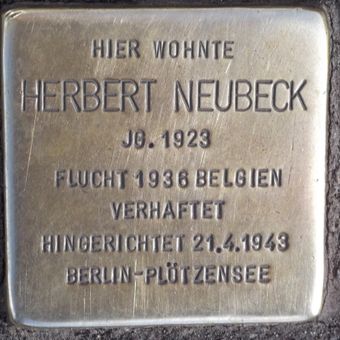 HIER WOHNTE
HERBERT NEUBECK
JG. 1923
FLUCHT 1936 BELGIEN
VERHAFTET
HINGERICHTET 21.4.1943
BERLIN-PLÖTZENSEE